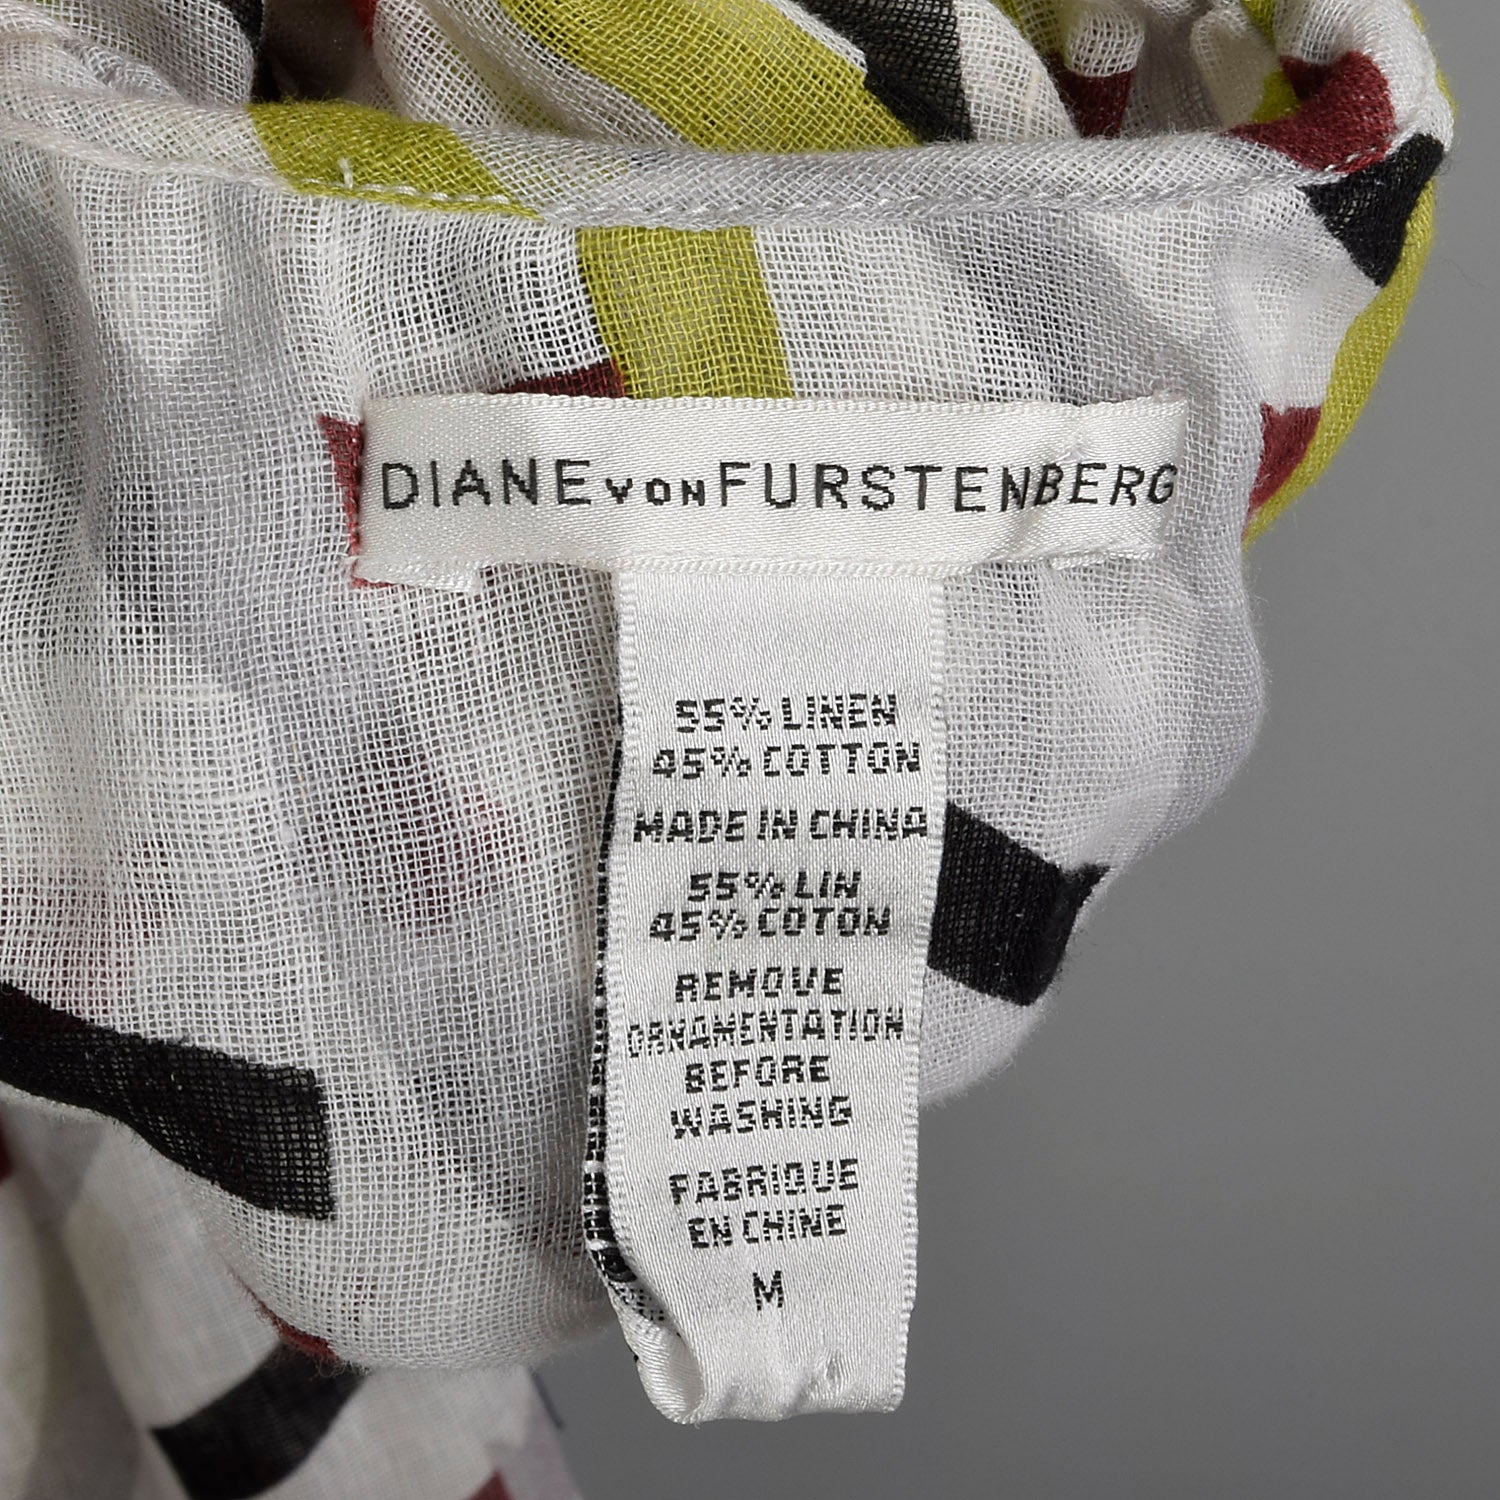 DIANE VON FURSTENBERG
55% LINEN
45% COTTON
MADE IN CHINA
55% LIN
45% COTON
REMOVE
ORNAMENTATION
BEFORE
WASHING
FABRIQUE
EN CHINE
M